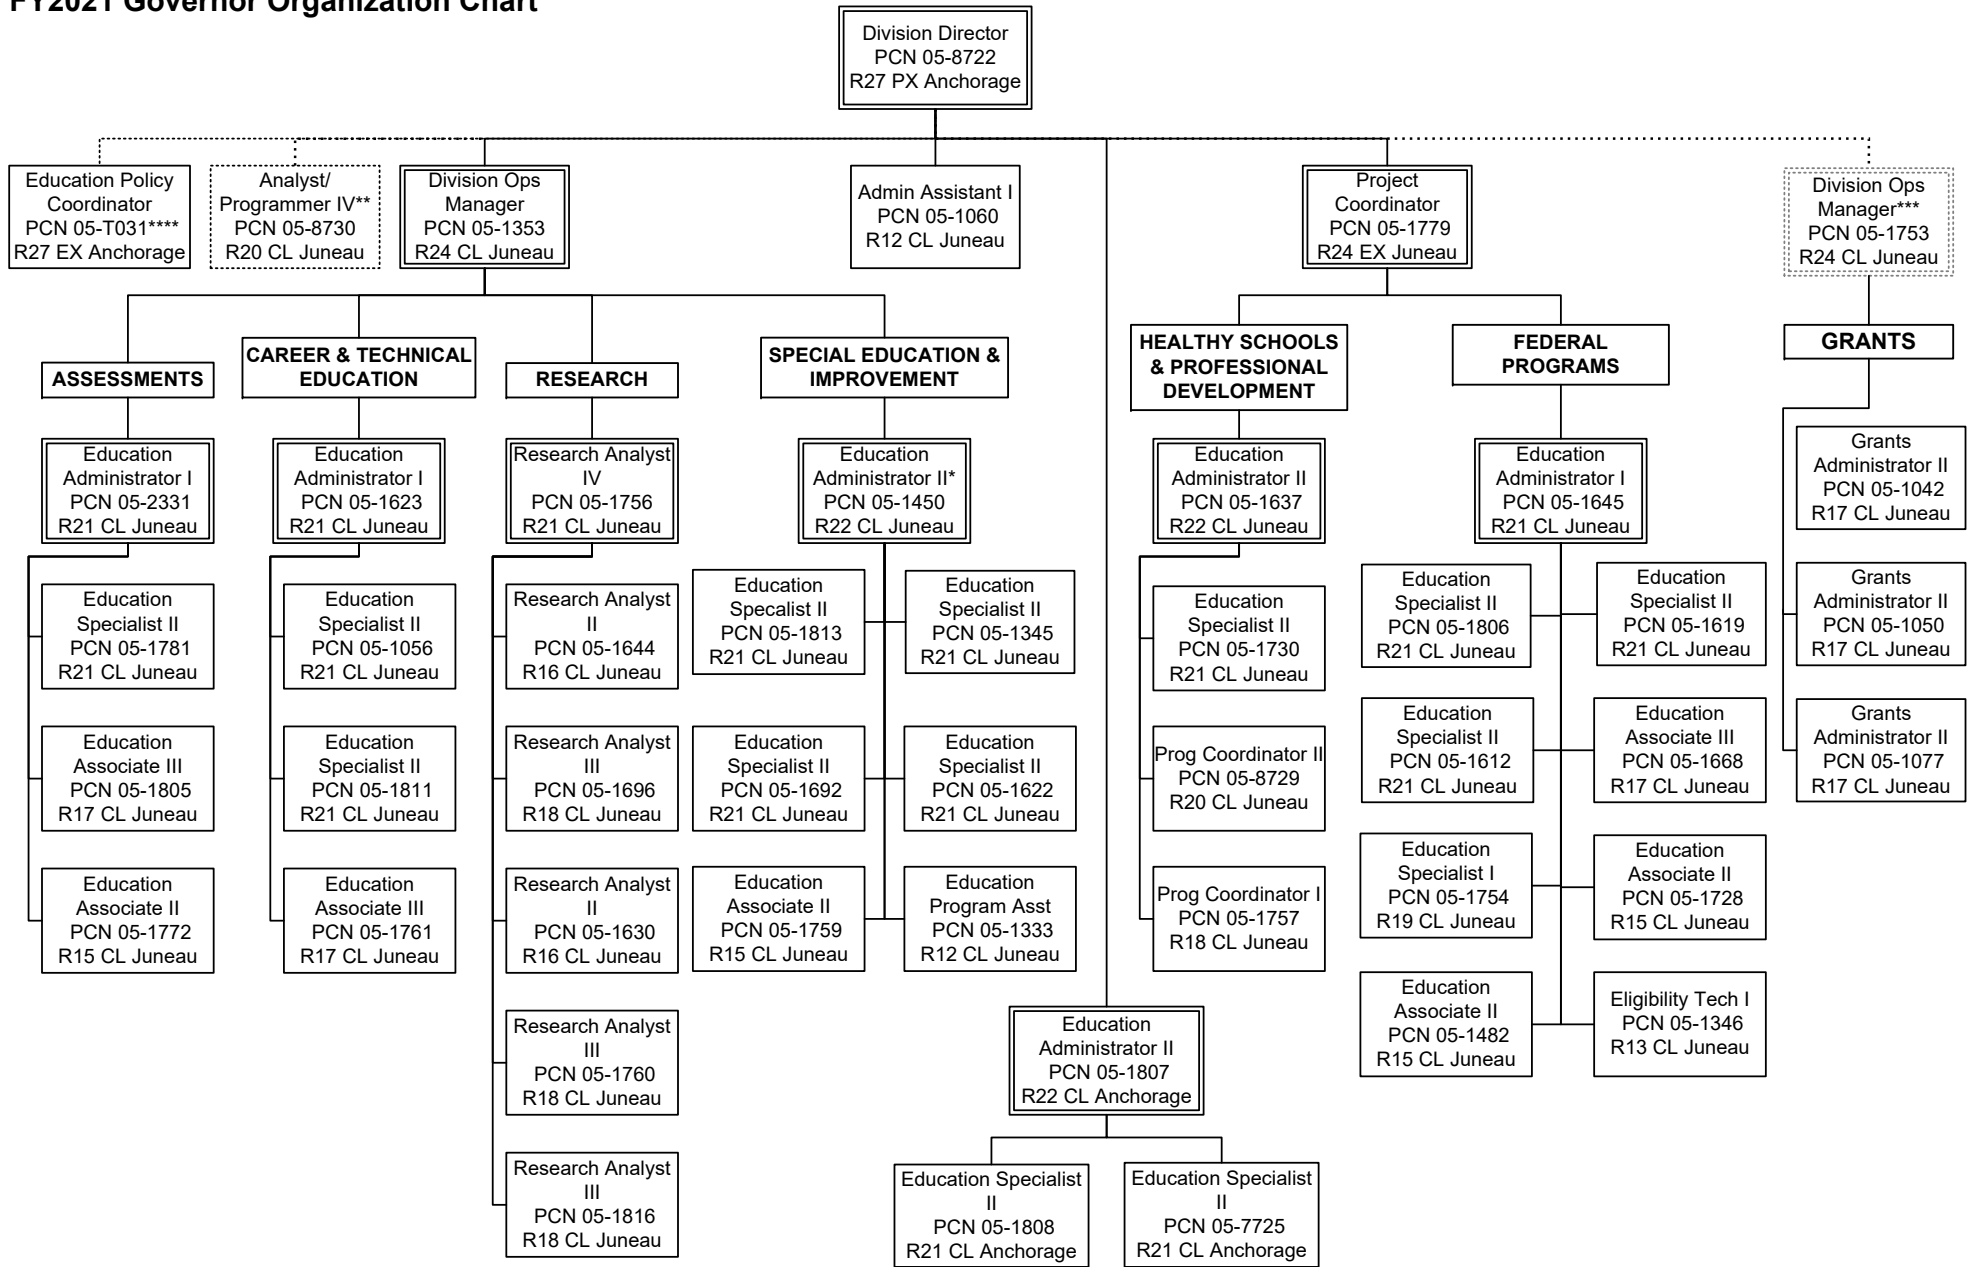 FY2021 Governor Organization Chart
Division Director
PCN 05-8722
R27 PX Anchorage
Education Policy
Coordinator
PCN 05-T031****
R27 EX Anchorage
Analyst/
Programmer IV**
PCN 05-8730
R20 CL Juneau
Division Ops
Manager
PCN 05-1353
R24 CL Juneau
Admin Assistant I
PCN 05-1060
R12 CL Juneau
Project
Coordinator
PCN 05-1779
R24 EX Juneau
Division Ops
Manager***
PCN 05-1753
R24 CL Juneau
ASSESSMENTS
CAREER & TECHNICAL
EDUCATION
RESEARCH
SPECIAL EDUCATION &
IMPROVEMENT
HEALTHY SCHOOLS
& PROFESSIONAL
DEVELOPMENT
FEDERAL
PROGRAMS
GRANTS
Education
Administrator I
PCN 05-2331
R21 CL Juneau
Education
Administrator I
PCN 05-1623
R21 CL Juneau
Research Analyst
IV
PCN 05-1756
R21 CL Juneau
Education
Administrator II*
PCN 05-1450
R22 CL Juneau
Education
Administrator II
PCN 05-1637
R22 CL Juneau
Education
Administrator I
PCN 05-1645
R21 CL Juneau
Grants
Administrator II
PCN 05-1042
R17 CL Juneau
Education
Specialist II
PCN 05-1781
R21 CL Juneau
Education
Specialist II
PCN 05-1056
R21 CL Juneau
Research Analyst
II
PCN 05-1644
R16 CL Juneau
Education
Specialist II
PCN 05-1813
R21 CL Juneau
Education
Specialist II
PCN 05-1345
R21 CL Juneau
Education
Specialist II
PCN 05-1730
R21 CL Juneau
Education
Specialist II
PCN 05-1806
R21 CL Juneau
Education
Specialist II
PCN 05-1619
R21 CL Juneau
Grants
Administrator II
PCN 05-1050
R17 CL Juneau
Education
Associate III
PCN 05-1805
R17 CL Juneau
Education
Specialist II
PCN 05-1811
R21 CL Juneau
Research Analyst
III
PCN 05-1696
R18 CL Juneau
Education
Specialist II
PCN 05-1692
R21 CL Juneau
Education
Specialist II
PCN 05-1622
R21 CL Juneau
Prog Coordinator II
PCN 05-8729
R20 CL Juneau
Education
Specialist II
PCN 05-1612
R21 CL Juneau
Education
Associate III
PCN 05-1668
R17 CL Juneau
Grants
Administrator II
PCN 05-1077
R17 CL Juneau
Education
Associate II
PCN 05-1772
R15 CL Juneau
Education
Associate III
PCN 05-1761
R17 CL Juneau
Research Analyst
II
PCN 05-1630
R16 CL Juneau
Education
Associate II
PCN 05-1759
R15 CL Juneau
Education
Program Asst
PCN 05-1333
R12 CL Juneau
Prog Coordinator I
PCN 05-1757
R18 CL Juneau
Education
Specialist I
PCN 05-1754
R19 CL Juneau
Education
Associate II
PCN 05-1728
R15 CL Juneau
Research Analyst
III
PCN 05-1760
R18 CL Juneau
Education
Administrator II
PCN 05-1807
R22 CL Anchorage
Education
Associate II
PCN 05-1482
R15 CL Juneau
Eligibility Tech I
PCN 05-1346
R13 CL Juneau
Research Analyst
III
PCN 05-1816
R18 CL Juneau
Education Specialist
II
PCN 05-1808
R21 CL Anchorage
Education Specialist
II
PCN 05-7725
R21 CL Anchorage